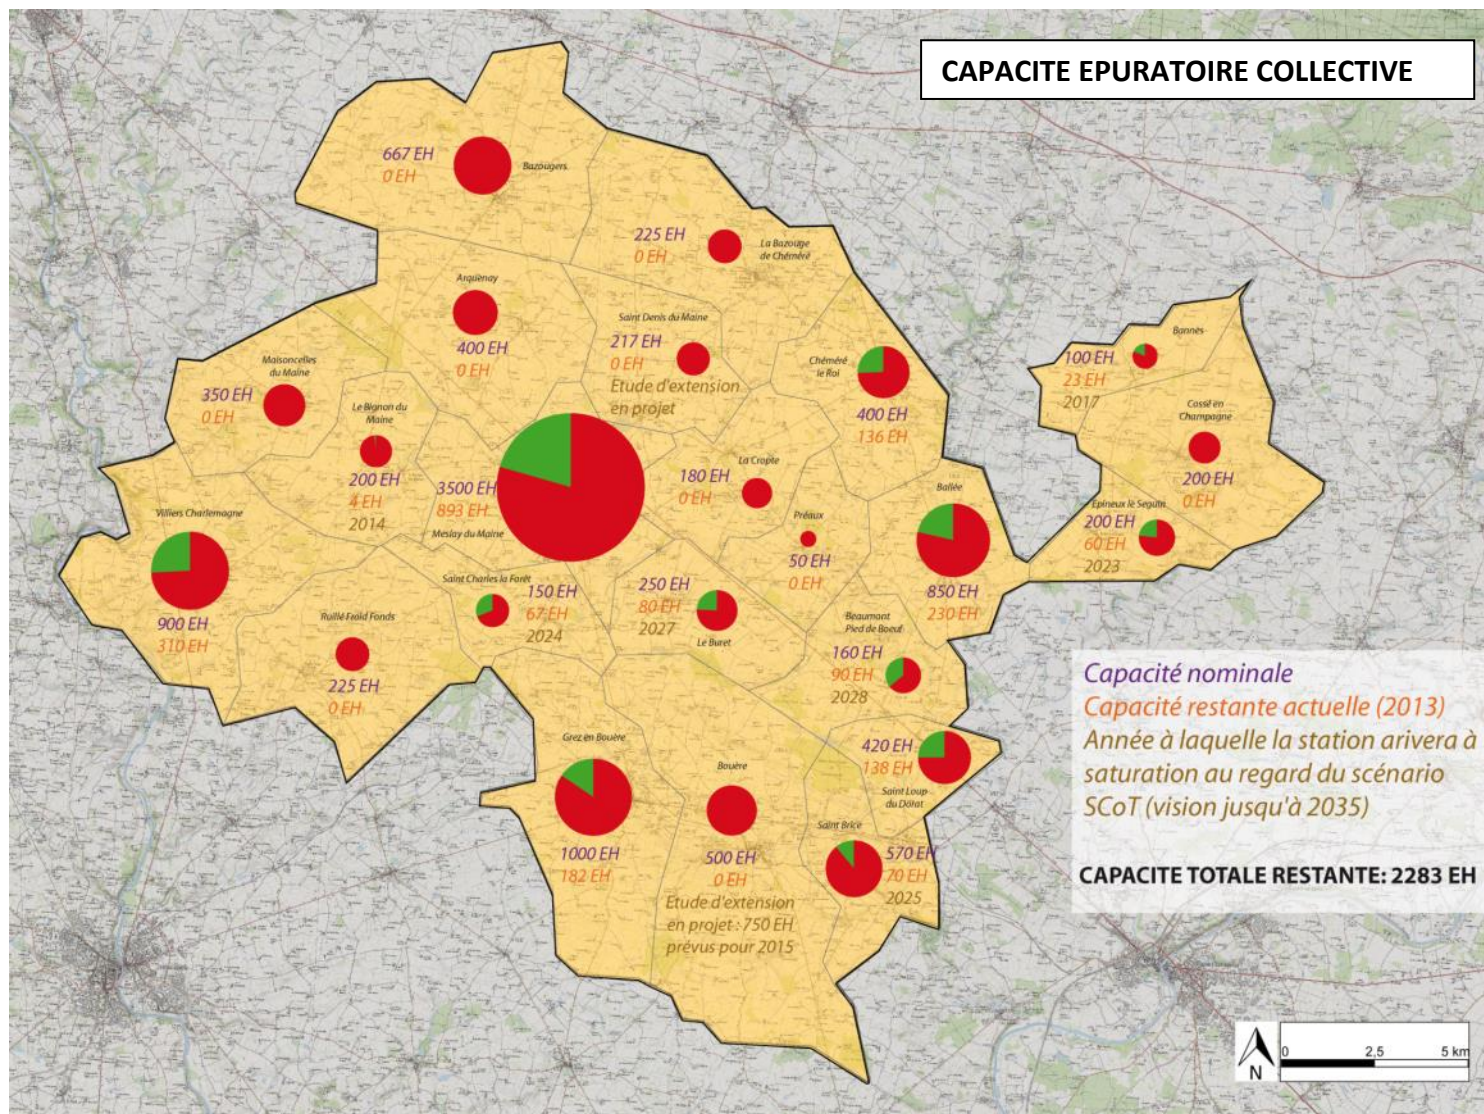 CAPACITE EPURATOIRE COLLECTIVE
667 EH
0 EH
Bazougers
225 EH
0 EH
La Bazouge
de Chéméré
Arquenay
400 EH
0 EH
Saint Denis du Maine
217 EH
0 EH
Etude d'extension
en projet
Chéméré
le Roi
400 EH
136 EH
Bannes
100 EH
23 EH
2017
Cossé en
Champagne
200 EH
0 EH
Maisoncelles
du Maine
350 EH
0 EH
Le Bignon du
Maine
200 EH
4 EH
2014
3500 EH
893 EH
Meslay du Maine
La Cropte
180 EH
0 EH
Préaux
50 EH
0 EH
Ballée
850 EH
230 EH
Epineux le Seguin
200 EH
60 EH
2023
Villiers Charlemagne
900 EH
310 EH
Saint Charles la Forêt
150 EH
67 EH
2024
250 EH
80 EH
2027
Le Buret
Ruillé Froid Fonds
225 EH
0 EH
Beaumont
Pied de Boeuf
160 EH
90 EH
2028
420 EH
138 EH
Saint Loup
du Dorat
Grez en Bouère
1000 EH
182 EH
Bouère
500 EH
0 EH
Etude d'extension
en projet : 750 EH
prévus pour 2015
Saint Brice
570 EH
70 EH
2025
Capacité nominale
Capacité restante actuelle (2013)
Année à laquelle la station arivera à
saturation au regard du scénario
SCoT (vision jusqu'à 2035)
CAPACITE TOTALE RESTANTE: 2283 EH
N
0 2,5 5 km